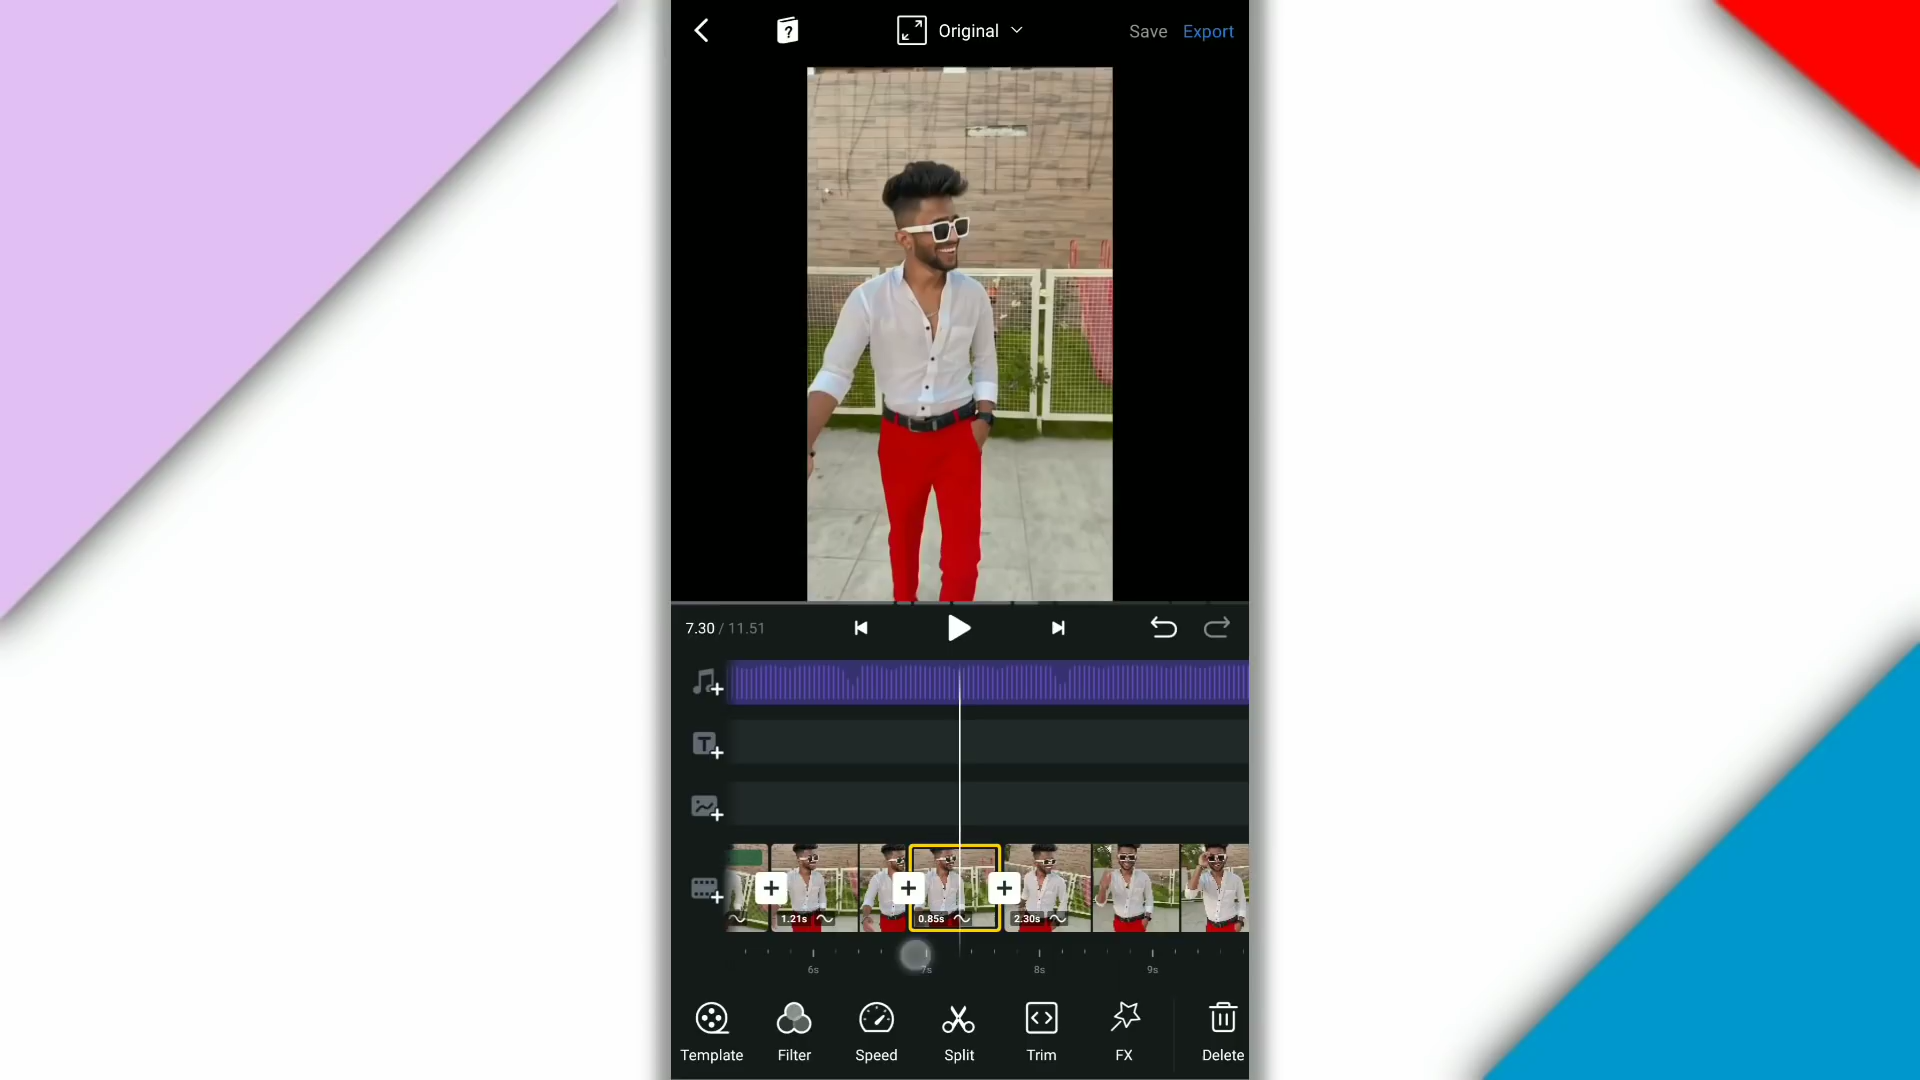 ? Original Save Export
7.30 / 11.51
T
1.21s 0.85s 2.30s
6s 7s 8s 9s
Template Filter Speed Split Trim FX Delete